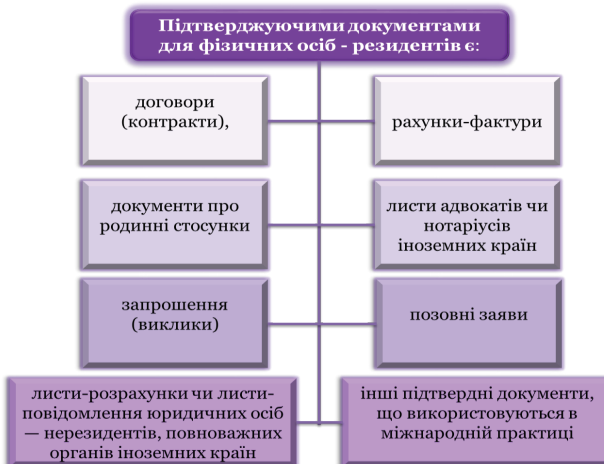 Підтверджуючими документами
для фізичних осіб - резидентів є:
договори
(контракти),
рахунки-фактури
документи про
родинні стосунки
листи адвокатів чи
нотаріусів
іноземних країн
запрошення
(виклики)
позовні заяви
листи-розрахунки чи листи-
повідомлення юридичних осіб
— нерезидентів, повноважних
органів іноземних країн
інші підтвердні документи,
що використовуються в
міжнародній практиці